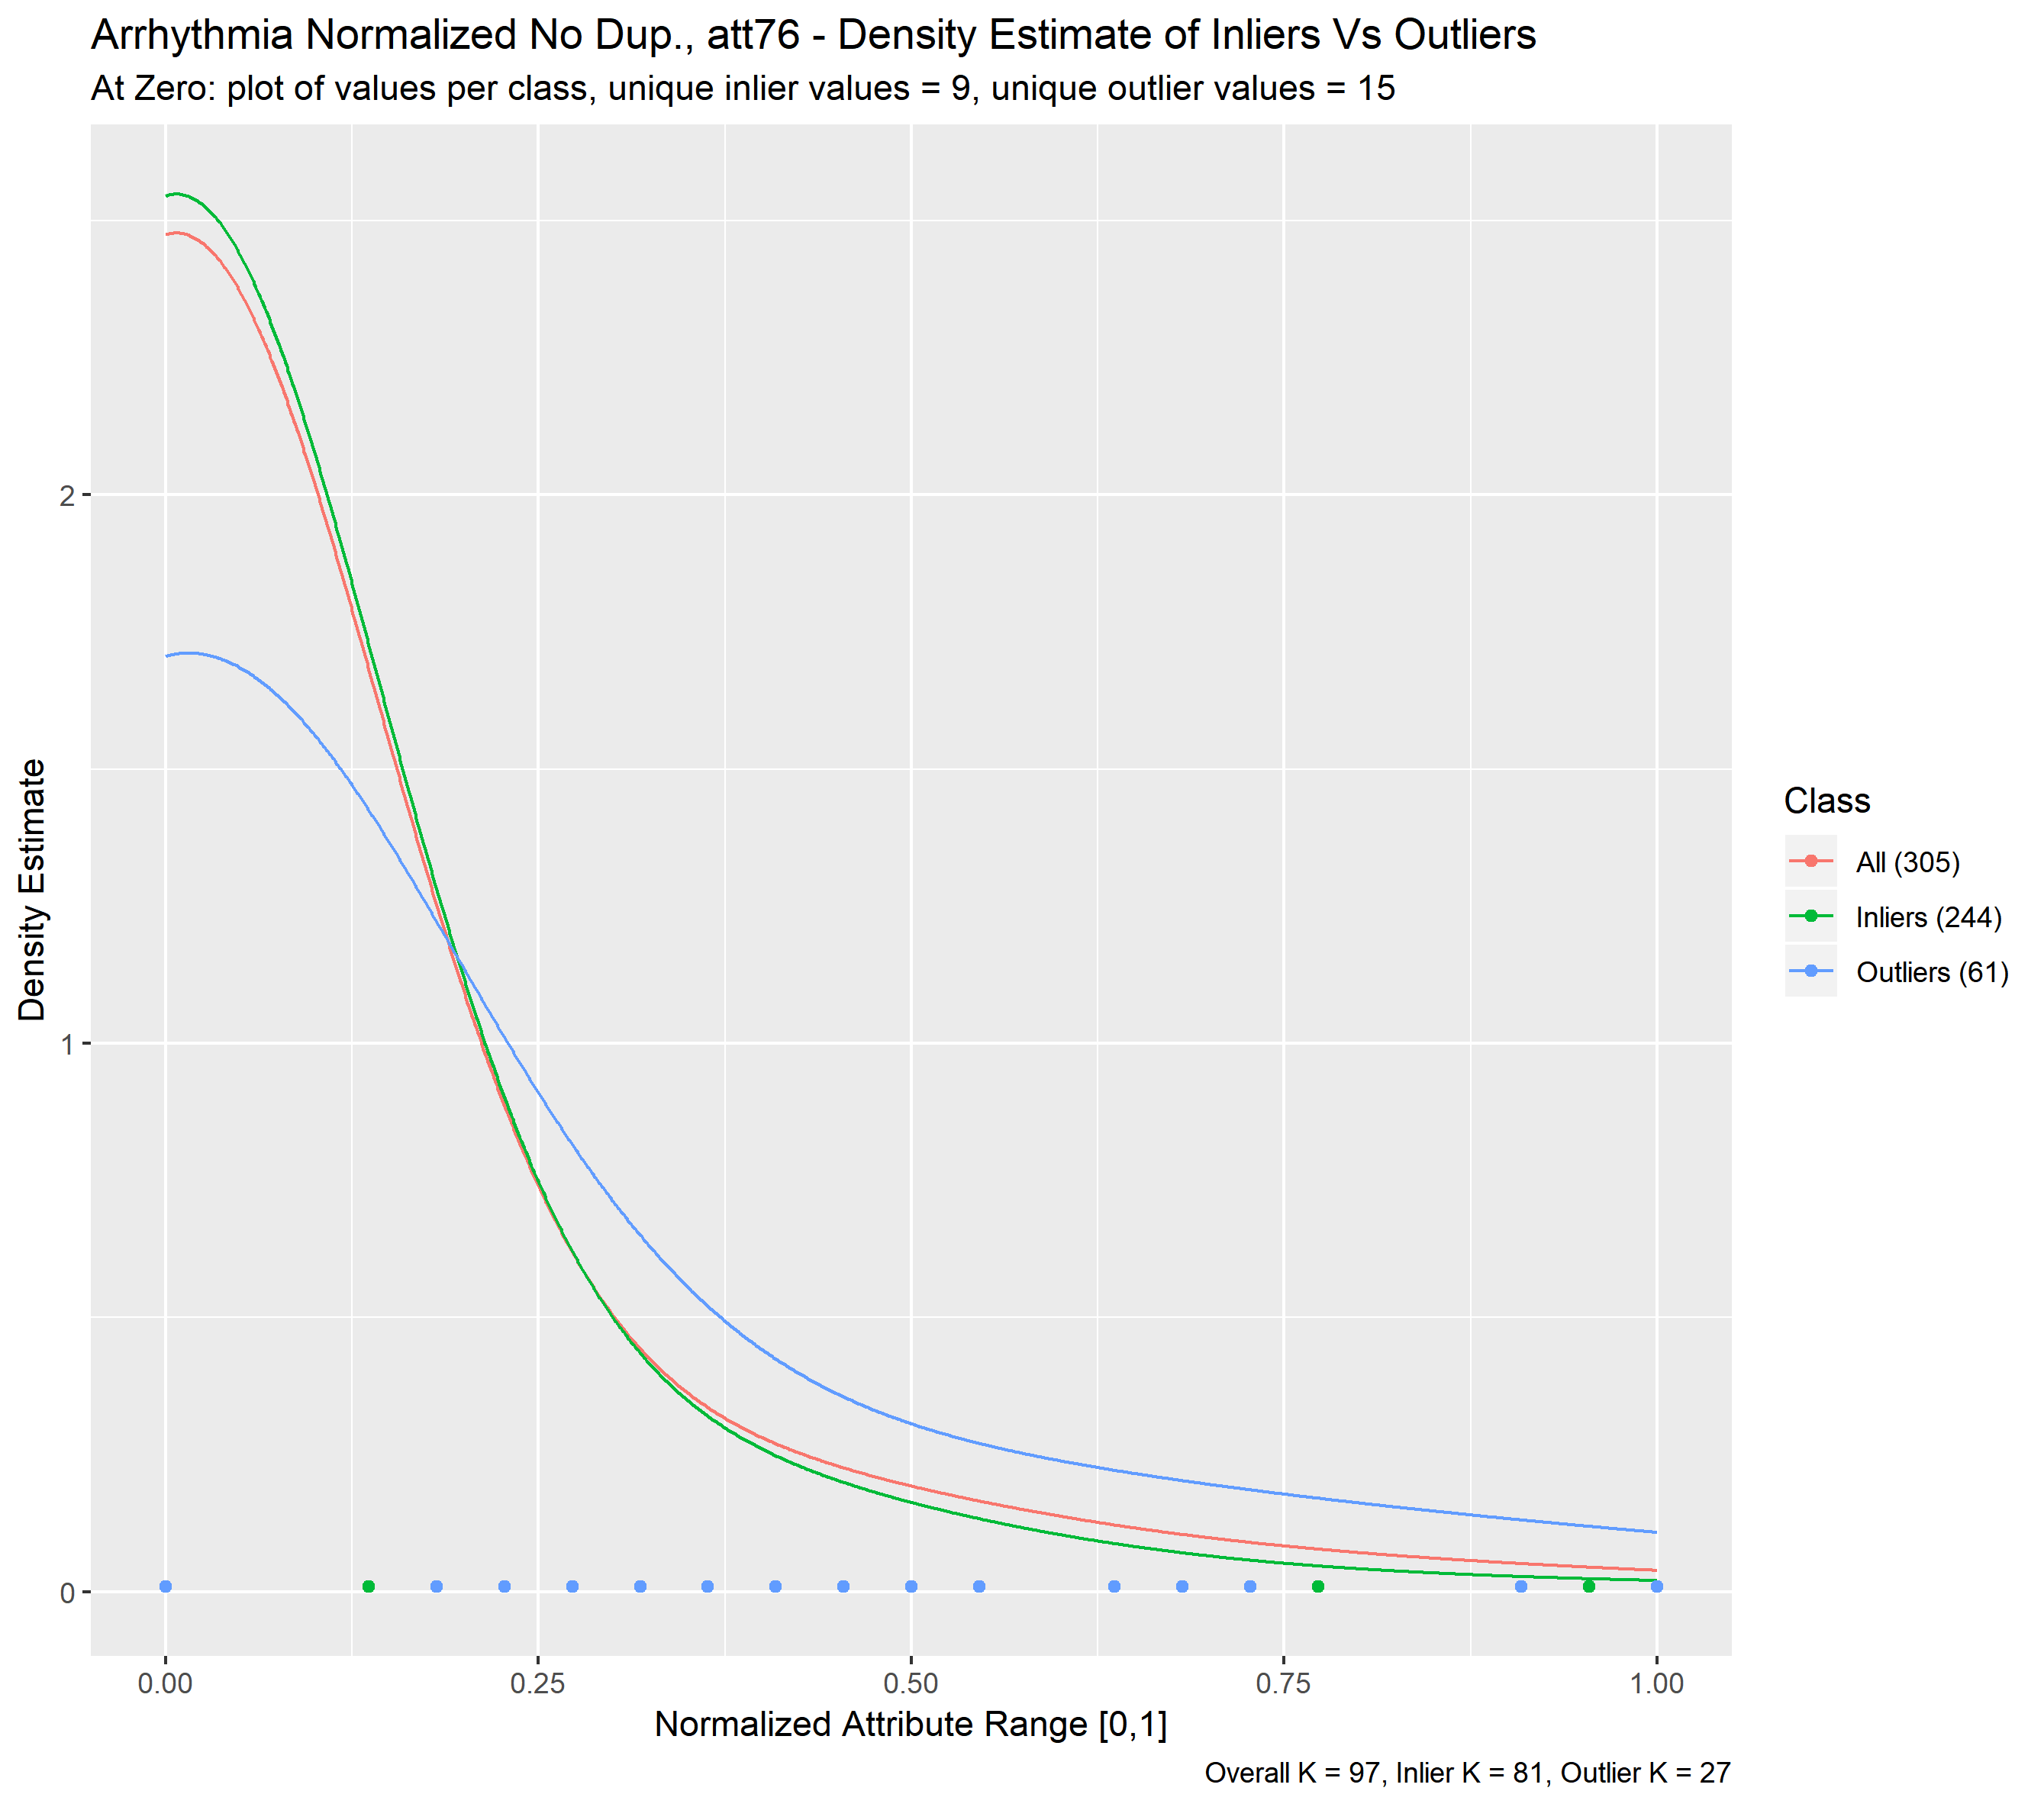 Arrhythmia Normalized No Dup., att76 - Density Estimate of Inliers Vs Outliers
At Zero: plot of values per class, unique inlier values = 9, unique outlier values = 15
Density Estimate
2
1
0
0.00
0.25
0.50
0.75
1.00
Normalized Attribute Range [0,1]
Class
All (305)
Inliers (244)
Outliers (61)
Overall K = 97, Inlier K = 81, Outlier K = 27